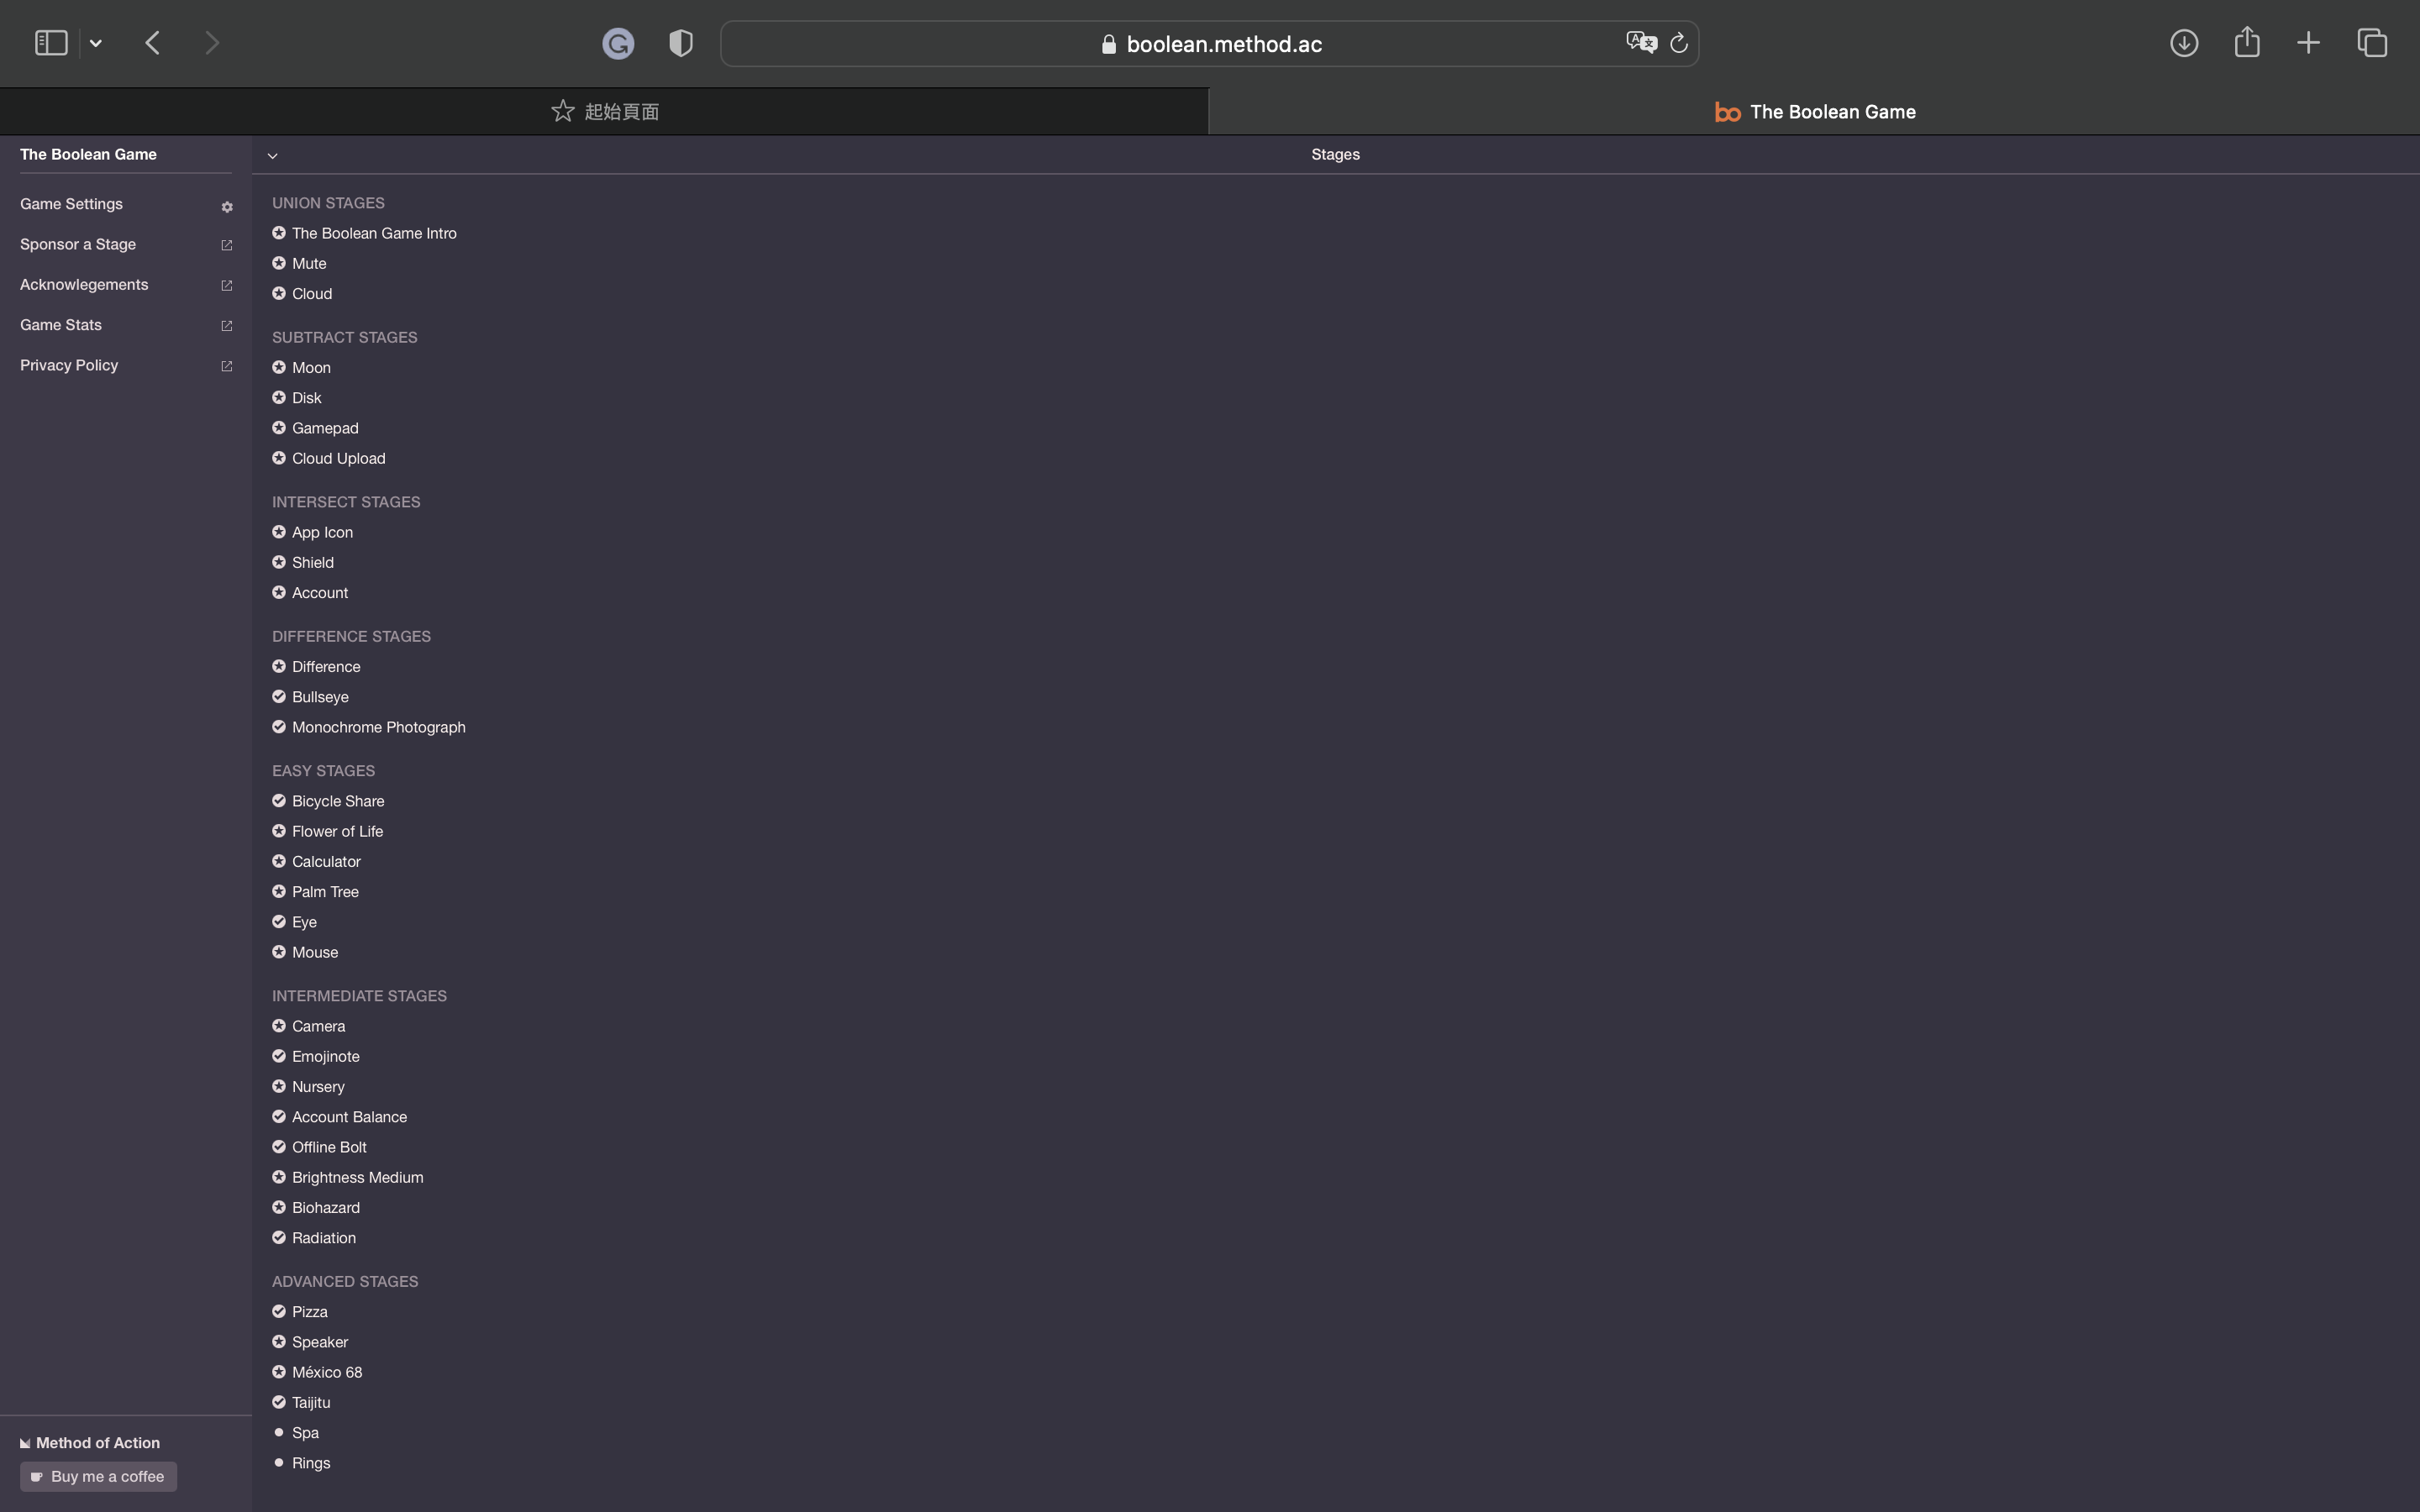 boolean.method.ac
起始頁面
bo The Boolean Game
The Boolean Game
Game Settings
Sponsor a Stage
Acknowlegements
Game Stats
Privacy Policy
Method of Action
Buy me a coffee
Stages
UNION STAGES
The Boolean Game Intro
Mute
Cloud
SUBTRACT STAGES
Moon
Disk
Gamepad
Cloud Upload
INTERSECT STAGES
App Icon
Shield
Account
DIFFERENCE STAGES
Difference
Bullseye
Monochrome Photograph
EASY STAGES
Bicycle Share
Flower of Life
Calculator
Palm Tree
Eye
Mouse
INTERMEDIATE STAGES
Camera
Emojinote
Nursery
Account Balance
Offline Bolt
Brightness Medium
Biohazard
Radiation
ADVANCED STAGES
Pizza
Speaker
México 68
Taijitu
Spa
Rings